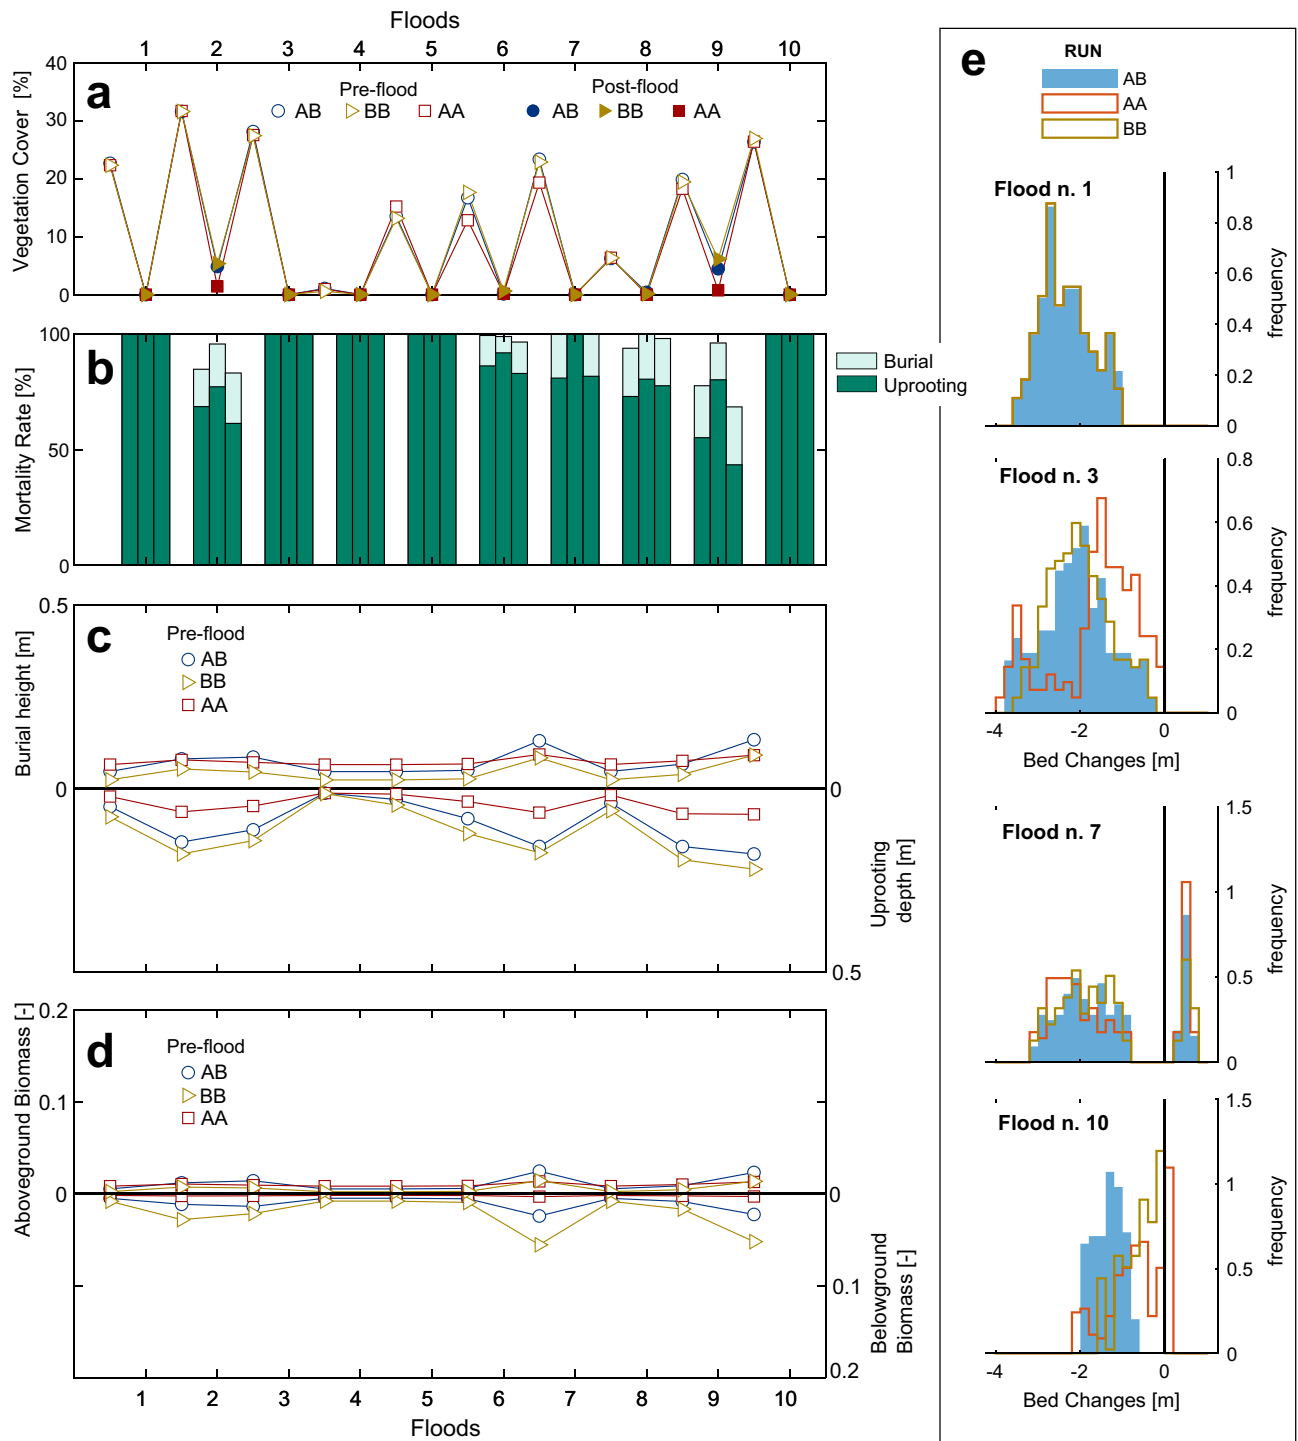 Floods
1 2 3 4 5 6 7 8 9 10
a
Vegetation Cover [%]
40
30
20
10
0
Pre-flood Post-flood
AB BB AA AB BB AA
b
Mortality Rate [%]
100
50
0
Burial
Uprooting
c
Burial height [m]
0.5
0
Pre-flood
AB
BB
AA
0
Uprooting
depth [m]
0.5
d
Aboveground Biomass [-]
0.2
0.1
0
Pre-flood
AB
BB
AA
0
0.1
Belowground
Biomass [-]
0.2
1 2 3 4 5 6 7 8 9 10
Floods
e
RUN
AB
AA
BB
Flood n. 1
1
0.8
0.6
0.4
0.2
0
frequency
Flood n. 3
0.8
0.6
0.4
0.2
0
frequency
-4 -2 0
Bed Changes [m]
Flood n. 7
1.5
1
0.5
0
frequency
Flood n. 10
1.5
1
0.5
0
frequency
-4 -2 0
Bed Changes [m]